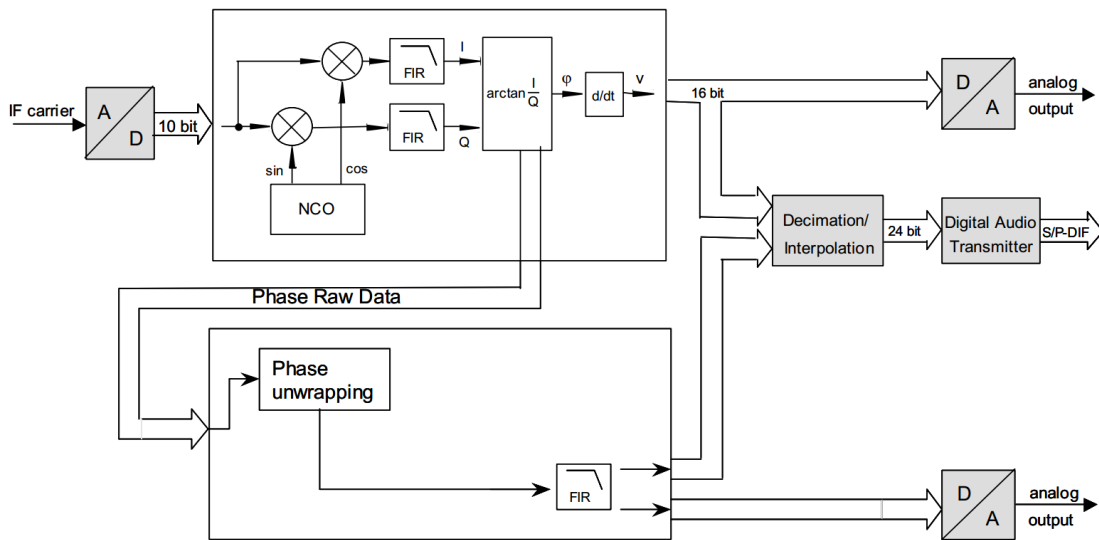 IF carrier
A
D
10 bit
FIR
I
FIR
Q
sin
cos
NCO
arctan I/Q
φ
d/dt
v
16 bit
D
A
analog
output
Decimation/
Interpolation
24 bit
Digital Audio
Transmitter
S/P-DIF
Phase Raw Data
Phase
unwrapping
FIR
D
A
analog
output